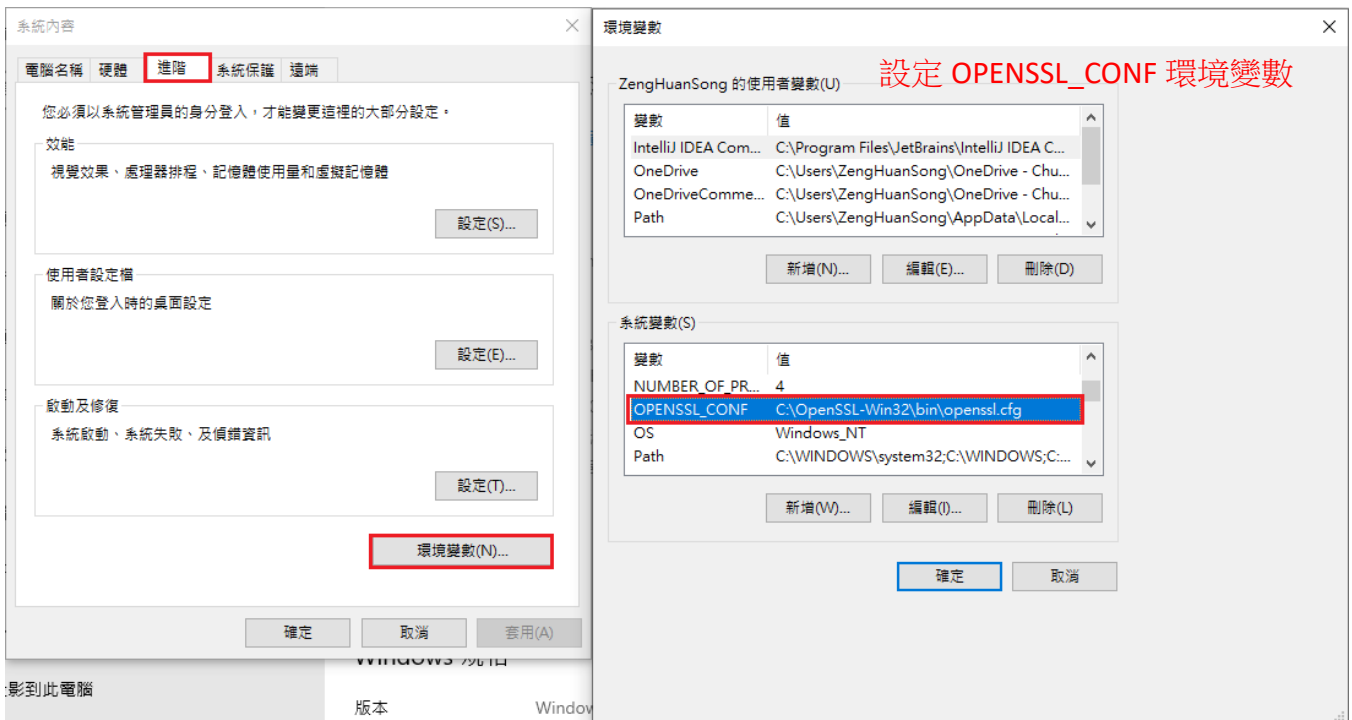 系統內容
電腦名稱 硬體 進階 系統保護 遠端
您必須以系統管理員的身分登入，才能變更這裡的大部分設定。
效能
視覺效果、處理器排程、記憶體使用量和虛擬記憶體
設定(S)...
使用者設定檔
關於您登入時的桌面設定
設定(E)...
啟動及修復
系統啟動、系統失敗、及偵錯資訊
設定(T)...
環境變數(N)...
確定 取消 套用(A)
影到此電腦
版本 Window
環境變數
設定 OPENSSL_CONF 環境變數
ZengHuanSong 的使用者變數(U)
變數 值
IntelliJ IDEA Com... C:\Program Files\JetBrains\IntelliJ IDEA C...
OneDrive C:\Users\ZengHuanSong\OneDrive - Chu...
OneDriveComme... C:\Users\ZengHuanSong\OneDrive - Chu...
Path C:\Users\ZengHuanSong\AppData\Local...
新增(N)... 編輯(E)... 刪除(D)
系統變數(S)
變數 值
NUMBER_OF_PR... 4
OPENSSL_CONF C:\OpenSSL-Win32\bin\openssl.cfg
OS Windows_NT
Path C:\WINDOWS\system32;C:\WINDOWS;C:...
新增(W)... 編輯(I)... 刪除(L)
確定 取消